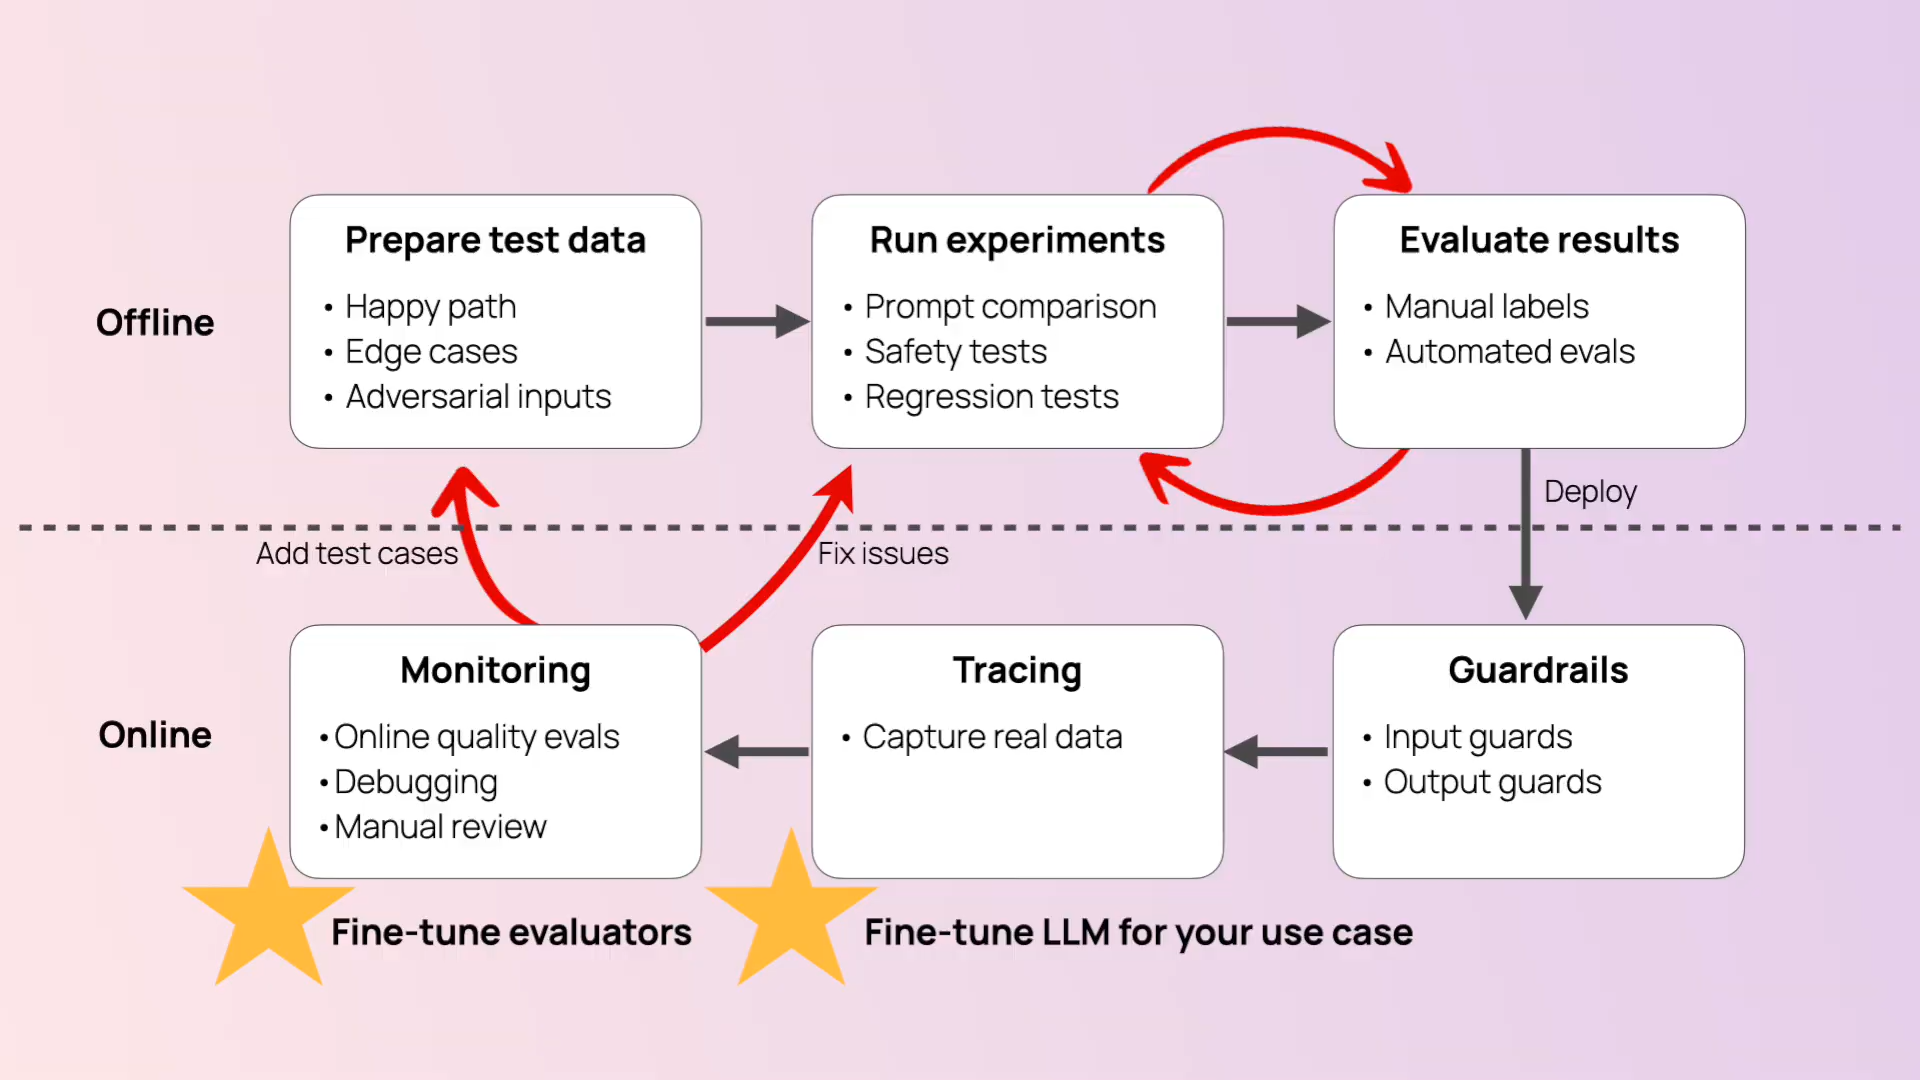 Offline
Prepare test data
• Happy path
• Edge cases
• Adversarial inputs
Run experiments
• Prompt comparison
• Safety tests
• Regression tests
Evaluate results
• Manual labels
• Automated evals
Deploy
Add test cases
Fix issues
Online
Monitoring
• Online quality evals
• Debugging
• Manual review
Tracing
• Capture real data
Guardrails
• Input guards
• Output guards
Fine-tune evaluators
Fine-tune LLM for your use case